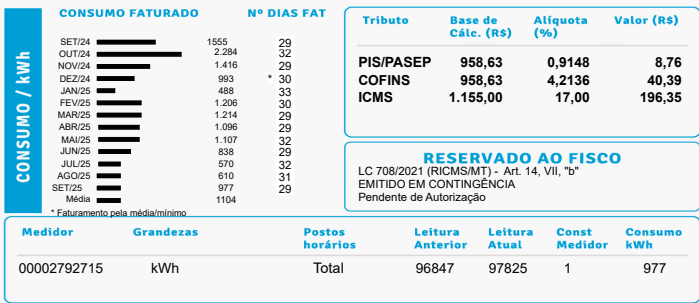 CONSUMO / kWh
CONSUMO FATURADO Nº DIAS FAT
SET/24 1555 29
OUT/24 2.284 32
NOV/24 1.416 29
DEZ/24 993 * 30
JAN/25 488 33
FEV/25 1.206 30
MAR/25 1.214 29
ABR/25 1.096 29
MAI/25 1.107 32
JUN/25 838 29
JUL/25 570 32
AGO/25 610 31
SET/25 977 29
Média 1104
* Faturamento pela média/mínimo
Tributo Base de Cálc. (R$) Alíquota (%) Valor (R$)
PIS/PASEP 958,63 0,9148 8,76
COFINS 958,63 4,2136 40,39
ICMS 1.155,00 17,00 196,35
RESERVADO AO FISCO
LC 708/2021 (RICMS/MT) - Art. 14, VII, "b"
EMITIDO EM CONTINGÊNCIA
Pendente de Autorização
Medidor Grandezas Postos horários Leitura Anterior Leitura Atual Const Medidor Consumo kWh
00002792715 kWh Total 96847 97825 1 977